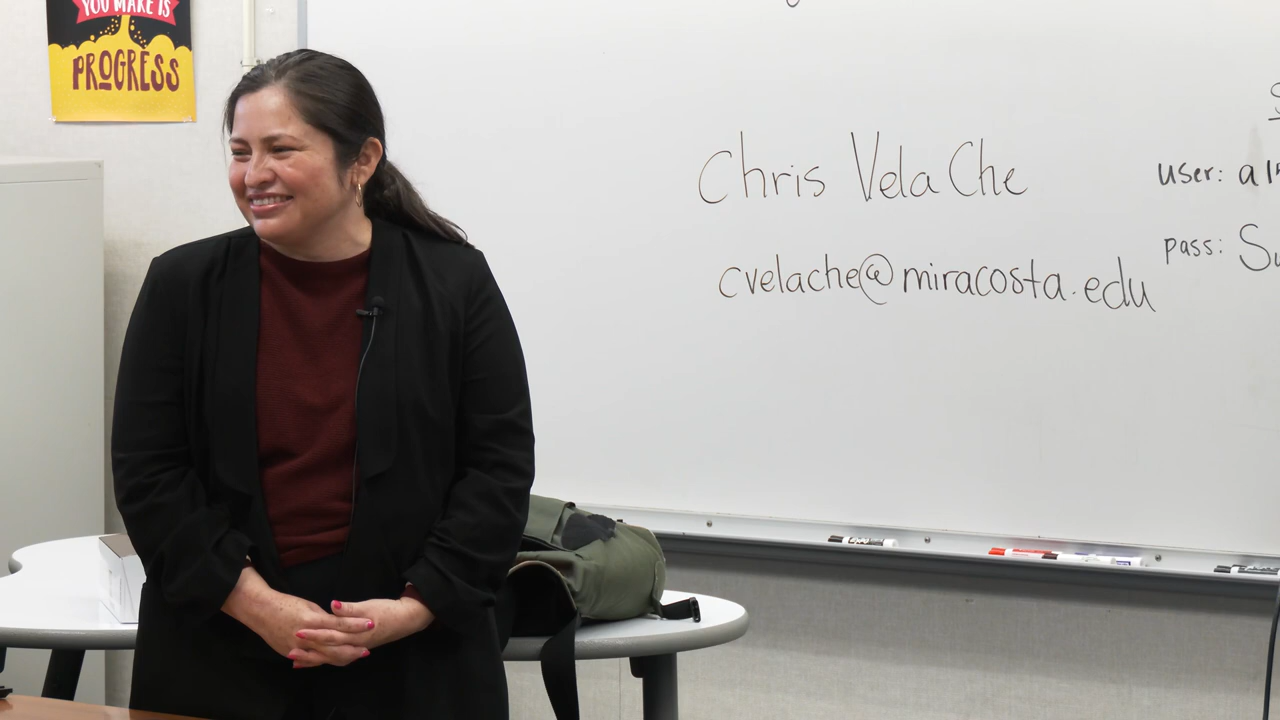 YOU MAKE IS
PROGRESS
Chris Vela Che
cvelache@miracosta.edu
user:
pass: